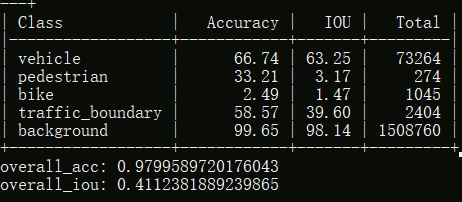 ---+
| Class | Accuracy | IOU | Total |
|------------------+----------+-------+---------|
| vehicle | 66.74 | 63.25 | 73264 |
| pedestrian | 33.21 | 3.17 | 274 |
| bike | 2.49 | 1.47 | 1045 |
| traffic_boundary | 58.57 | 39.60 | 2404 |
| background | 99.65 | 98.14 | 1508760 |
+------------------+----------+-------+---------+
overall_acc: 0.9799589720176043
overall_iou: 0.4112381889239865